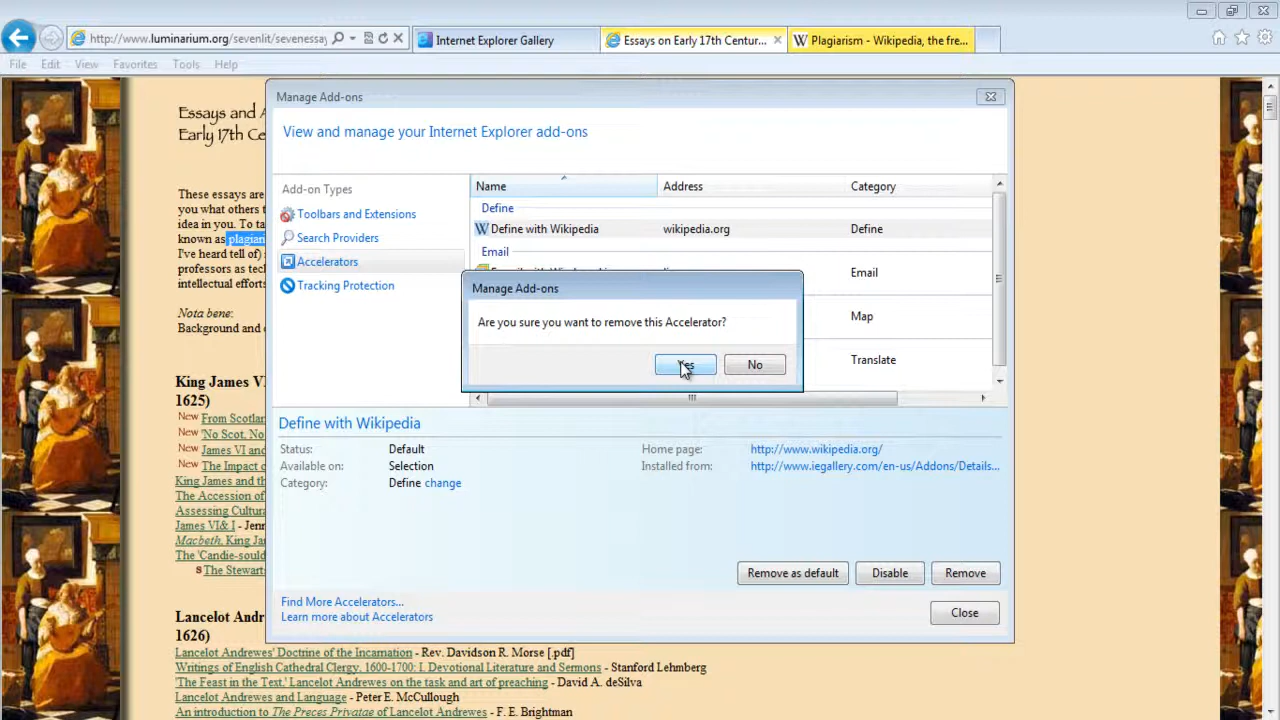 http://www.luminarium.org/sevenlit/sevenessay
Internet Explorer Gallery
Essays on Early 17th Centur...
W Plagiarism - Wikipedia, the fre...
File Edit View Favorites Tools Help
Manage Add-ons
View and manage your Internet Explorer add-ons
Add-on Types
Toolbars and Extensions
Search Providers
Accelerators
Tracking Protection
Name Address Category
Define
W Define with Wikipedia wikipedia.org Define
Email
Email
Map
Translate
Manage Add-ons
Are you sure you want to remove this Accelerator?
Yes No
Define with Wikipedia
Status: Default
Available on: Selection
Category: Define change
Home page: http://www.wikipedia.org/
Installed from: http://www.iegallery.com/en-us/Addons/Details...
Remove as default Disable Remove
Find More Accelerators...
Learn more about Accelerators
Close
Essays and A
Early 17th Ce
These essays are
you what others t
idea in you. To ta
known as plagian
I've heard tell of)
professors as tech
intellectual efforts
Nota bene:
Background and
King James VI
1625)
New From Scotlan
New 'No Scot, No
New James VI and
New The Impact o
King James and th
The Accession of
Assessing Cultura
James VI& I - Jenn
Macbeth, King Jam
The 'Candie-sould
s The Stewarts
Lancelot Andr
1626)
Lancelot Andrewes' Doctrine of the Incarnation - Rev. Davidson R. Morse [.pdf]
Writings of English Cathedral Clergy, 1600-1700: I. Devotional Literature and Sermons - Stanford Lehmberg
'The Feast in the Text.' Lancelot Andrewes on the task and art of preaching - David A. deSilva
Lancelot Andrewes and Language - Peter E. McCullough
An introduction to The Preces Privatae of Lancelot Andrewes - F. E. Brightman